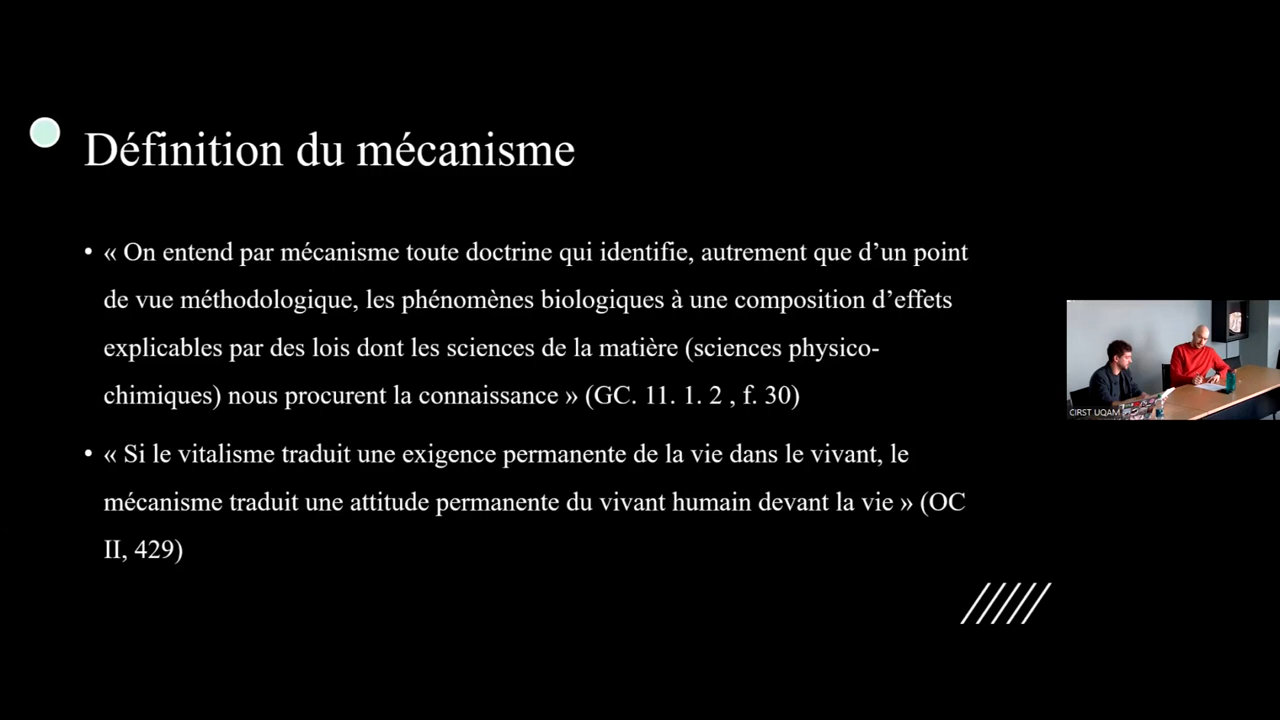 Définition du mécanisme
• « On entend par mécanisme toute doctrine qui identifie, autrement que d’un point
de vue méthodologique, les phénomènes biologiques à une composition d’effets
explicables par des lois dont les sciences de la matière (sciences physico-
chimiques) nous procurent la connaissance » (GC. 11. 1. 2 , f. 30)
• « Si le vitalisme traduit une exigence permanente de la vie dans le vivant, le
mécanisme traduit une attitude permanente du vivant humain devant la vie » (OC
II, 429)
CIRST UQAM